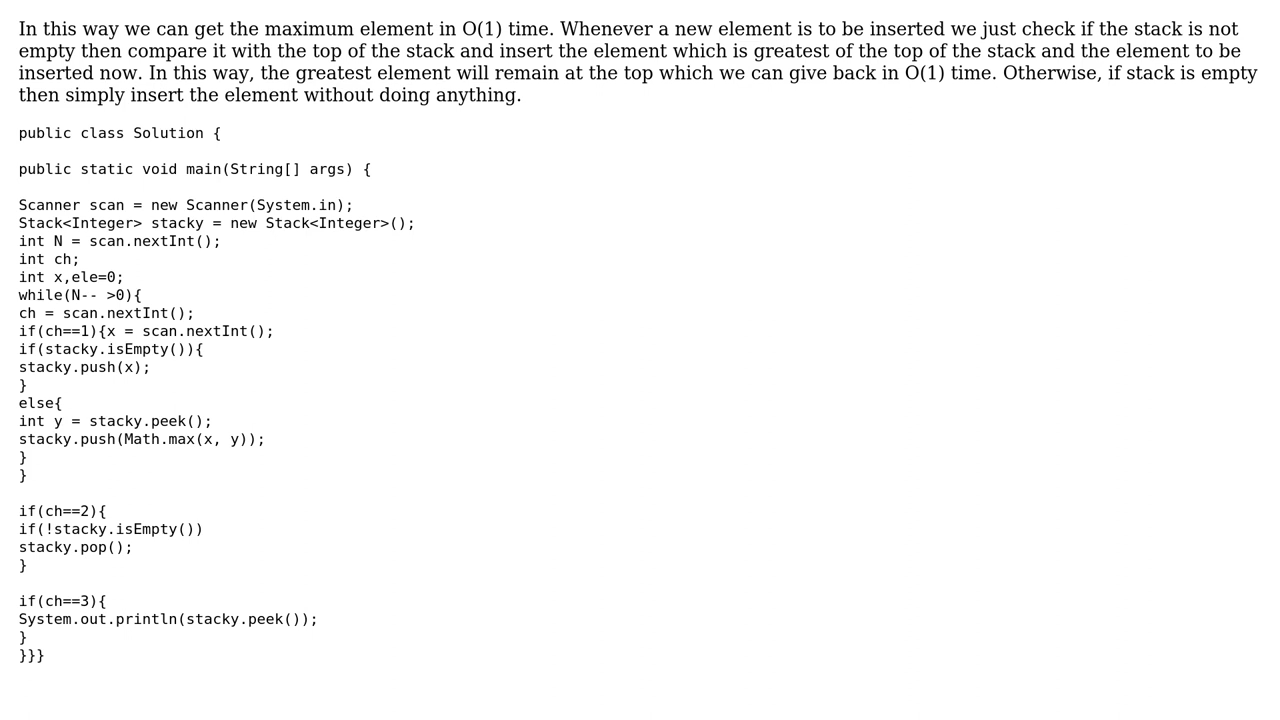 In this way we can get the maximum element in O(1) time. Whenever a new element is to be inserted we just check if the stack is not
empty then compare it with the top of the stack and insert the element which is greatest of the top of the stack and the element to be
inserted now. In this way, the greatest element will remain at the top which we can give back in O(1) time. Otherwise, if stack is empty
then simply insert the element without doing anything.
public class Solution {
public static void main(String[] args) {
Scanner scan = new Scanner(System.in);
Stack<Integer> stacky = new Stack<Integer>();
int N = scan.nextInt();
int ch;
int x,ele=0;
while(N-- >0){
ch = scan.nextInt();
if(ch==1){x = scan.nextInt();
if(stacky.isEmpty()){
stacky.push(x);
}
else{
int y = stacky.peek();
stacky.push(Math.max(x, y));
}
}
if(ch==2){
if(!stacky.isEmpty())
stacky.pop();
}
if(ch==3){
System.out.println(stacky.peek());
}
}}}